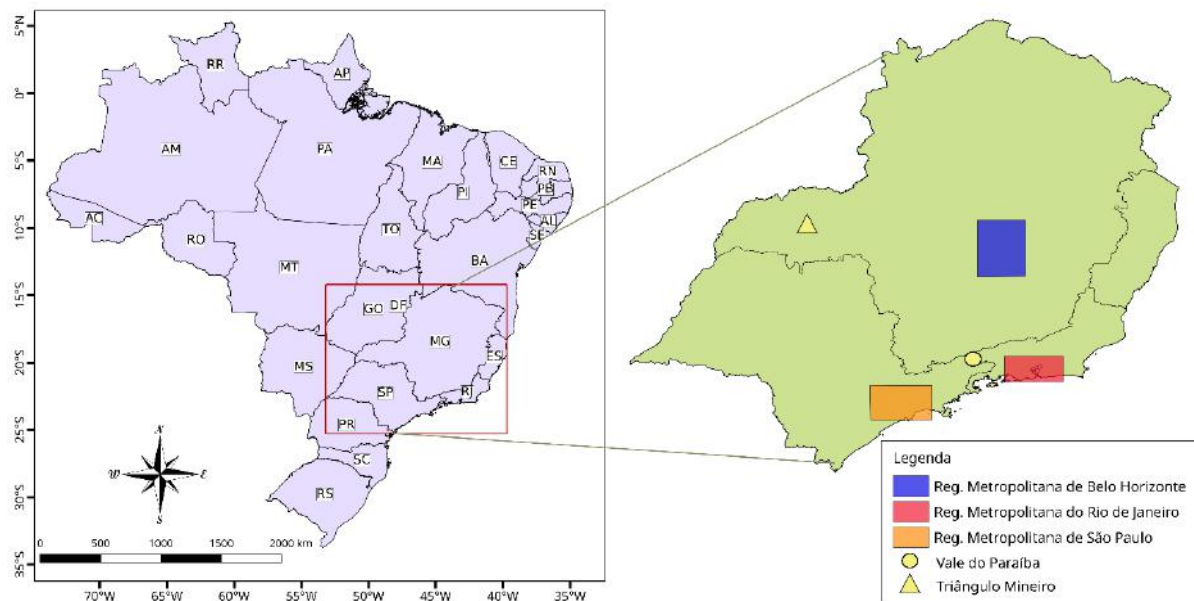 5°N
0°
5°S
10°S
15°S
20°S
25°S
30°S
35°S
RR
AP
AM
PA
MA
CE
RN
PB
PI
PE
AC
AL
SE
TO
RO
BA
MT
GO
DF
MG
ES
MS
SP
RJ
PR
SC
RS
N
W
E
S
0
500
1000
1500
2000 km
70°W
65°W
60°W
55°W
50°W
45°W
40°W
35°W
Legenda
Reg. Metropolitana de Belo Horizonte
Reg. Metropolitana do Rio de Janeiro
Reg. Metropolitana de São Paulo
Vale do Paraíba
Triângulo Mineiro